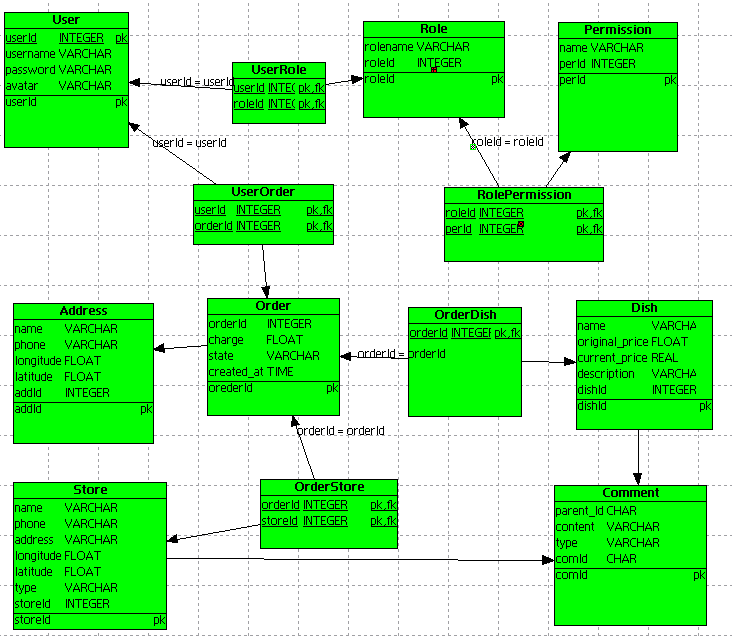 User
userId INTEGER pk
username VARCHAR
password VARCHAR
avatar VARCHAR
userId pk
userId = userId
UserRole
userId INTE( pk,fk
roleId INTE( pk,fk
Role
rolename VARCHAR
roleId INTEGER
roleId pk
Permission
name VARCHAR
perId INTEGER
perId pk
userId = userId
roleId = roleId
UserOrder
userId INTEGER pk,fk
orderId INTEGER pk,fk
RolePermission
roleId INTEGER pk,fk
perId INTEGER pk,fk
Address
name VARCHAR
phone VARCHAR
longitude FLOAT
latitude FLOAT
addId INTEGER
addId pk
Order
orderId INTEGER
charge FLOAT
state VARCHAR
created_at TIME
orederId pk
orderId = orderId
OrderDish
orderId INTEGEI pk,fk
Dish
name VARCHA
original_price FLOAT
current_price REAL
description VARCHA
dishId INTEGER
dishId pk
orderId = orderId
Store
name VARCHAR
phone VARCHAR
address VARCHAR
longitude FLOAT
latitude FLOAT
type VARCHAR
storeId INTEGER
storeId pk
OrderStore
orderId INTEGER pk,fk
storeId INTEGER pk,fk
Comment
parent_id CHAR
content VARCHAR
type VARCHAR
comId CHAR
comId pk